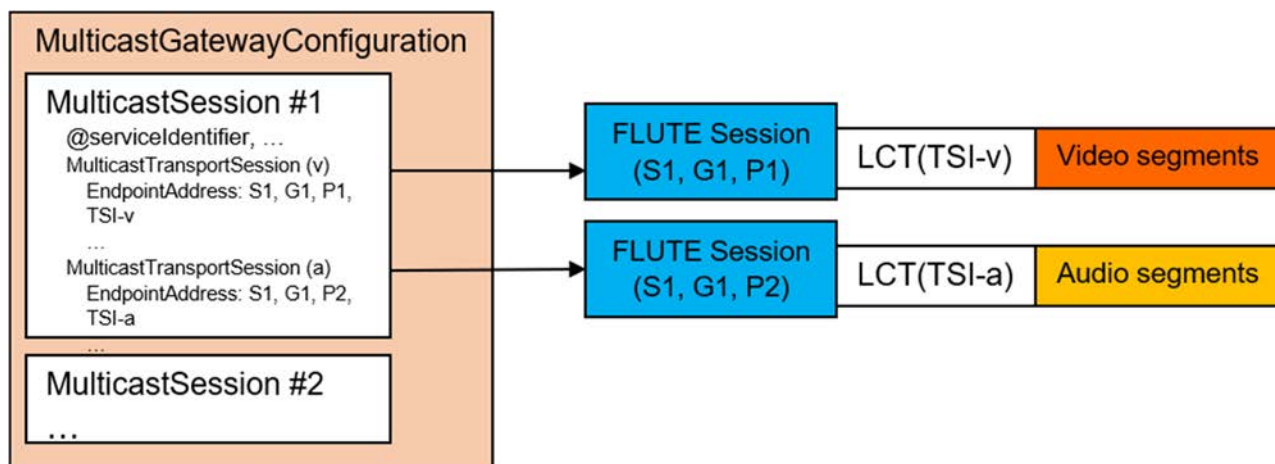 MulticastGatewayConfiguration
MulticastSession #1
@serviceIdentifier, ...
MulticastTransportSession (v)
EndpointAddress: S1, G1, P1,
TSI-v
...
MulticastTransportSession (a)
EndpointAddress: S1, G1, P2,
TSI-a
...
MulticastSession #2
...
FLUTE Session
(S1, G1, P1)
LCT(TSI-v)
Video segments
FLUTE Session
(S1, G1, P2)
LCT(TSI-a)
Audio segments